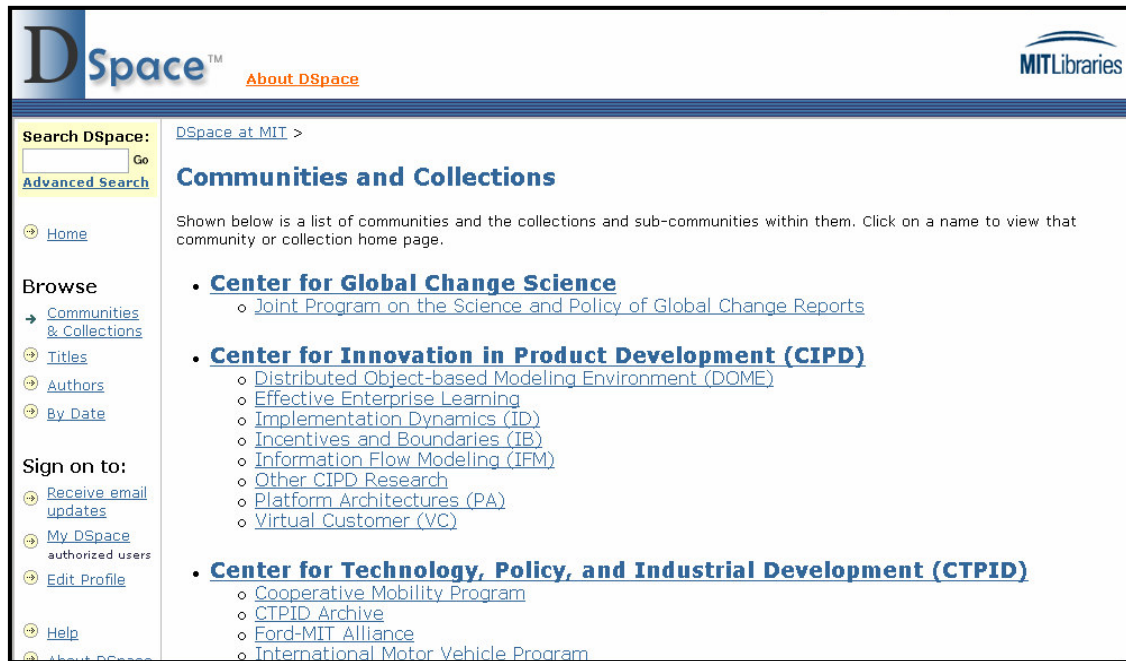 DSpace™
About DSpace
MITLibraries
Search DSpace:
Go
Advanced Search
Home
Browse
Communities
& Collections
Titles
Authors
By Date
Sign on to:
Receive email
updates
My DSpace
authorized users
Edit Profile
Help
About DSpace
DSpace at MIT >
Communities and Collections
Shown below is a list of communities and the collections and sub-communities within them. Click on a name to view that
community or collection home page.
• Center for Global Change Science
o Joint Program on the Science and Policy of Global Change Reports
• Center for Innovation in Product Development (CIPD)
o Distributed Object-based Modeling Environment (DOME)
o Effective Enterprise Learning
o Implementation Dynamics (ID)
o Incentives and Boundaries (IB)
o Information Flow Modeling (IFM)
o Other CIPD Research
o Platform Architectures (PA)
o Virtual Customer (VC)
• Center for Technology, Policy, and Industrial Development (CTPID)
o Cooperative Mobility Program
o CTPID Archive
o Ford-MIT Alliance
o International Motor Vehicle Program